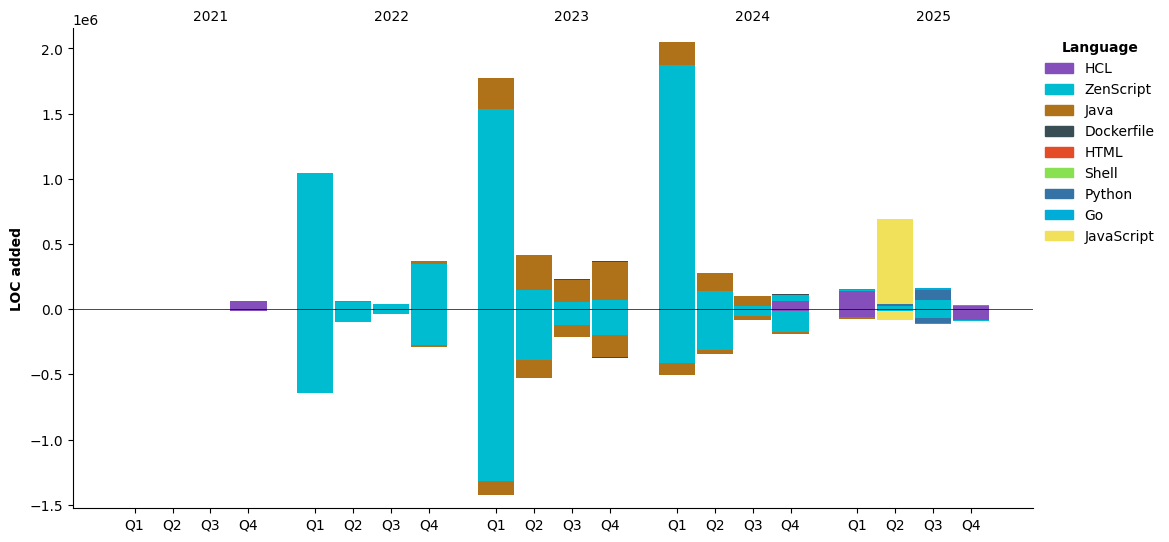 1e6
2021 2022 2023 2024 2025
2.0
1.5
1.0
0.5
0.0
−0.5
−1.0
−1.5
LOC added
Q1 Q2 Q3 Q4 Q1 Q2 Q3 Q4 Q1 Q2 Q3 Q4 Q1 Q2 Q3 Q4 Q1 Q2 Q3 Q4
Language
HCL
ZenScript
Java
Dockerfile
HTML
Shell
Python
Go
JavaScript